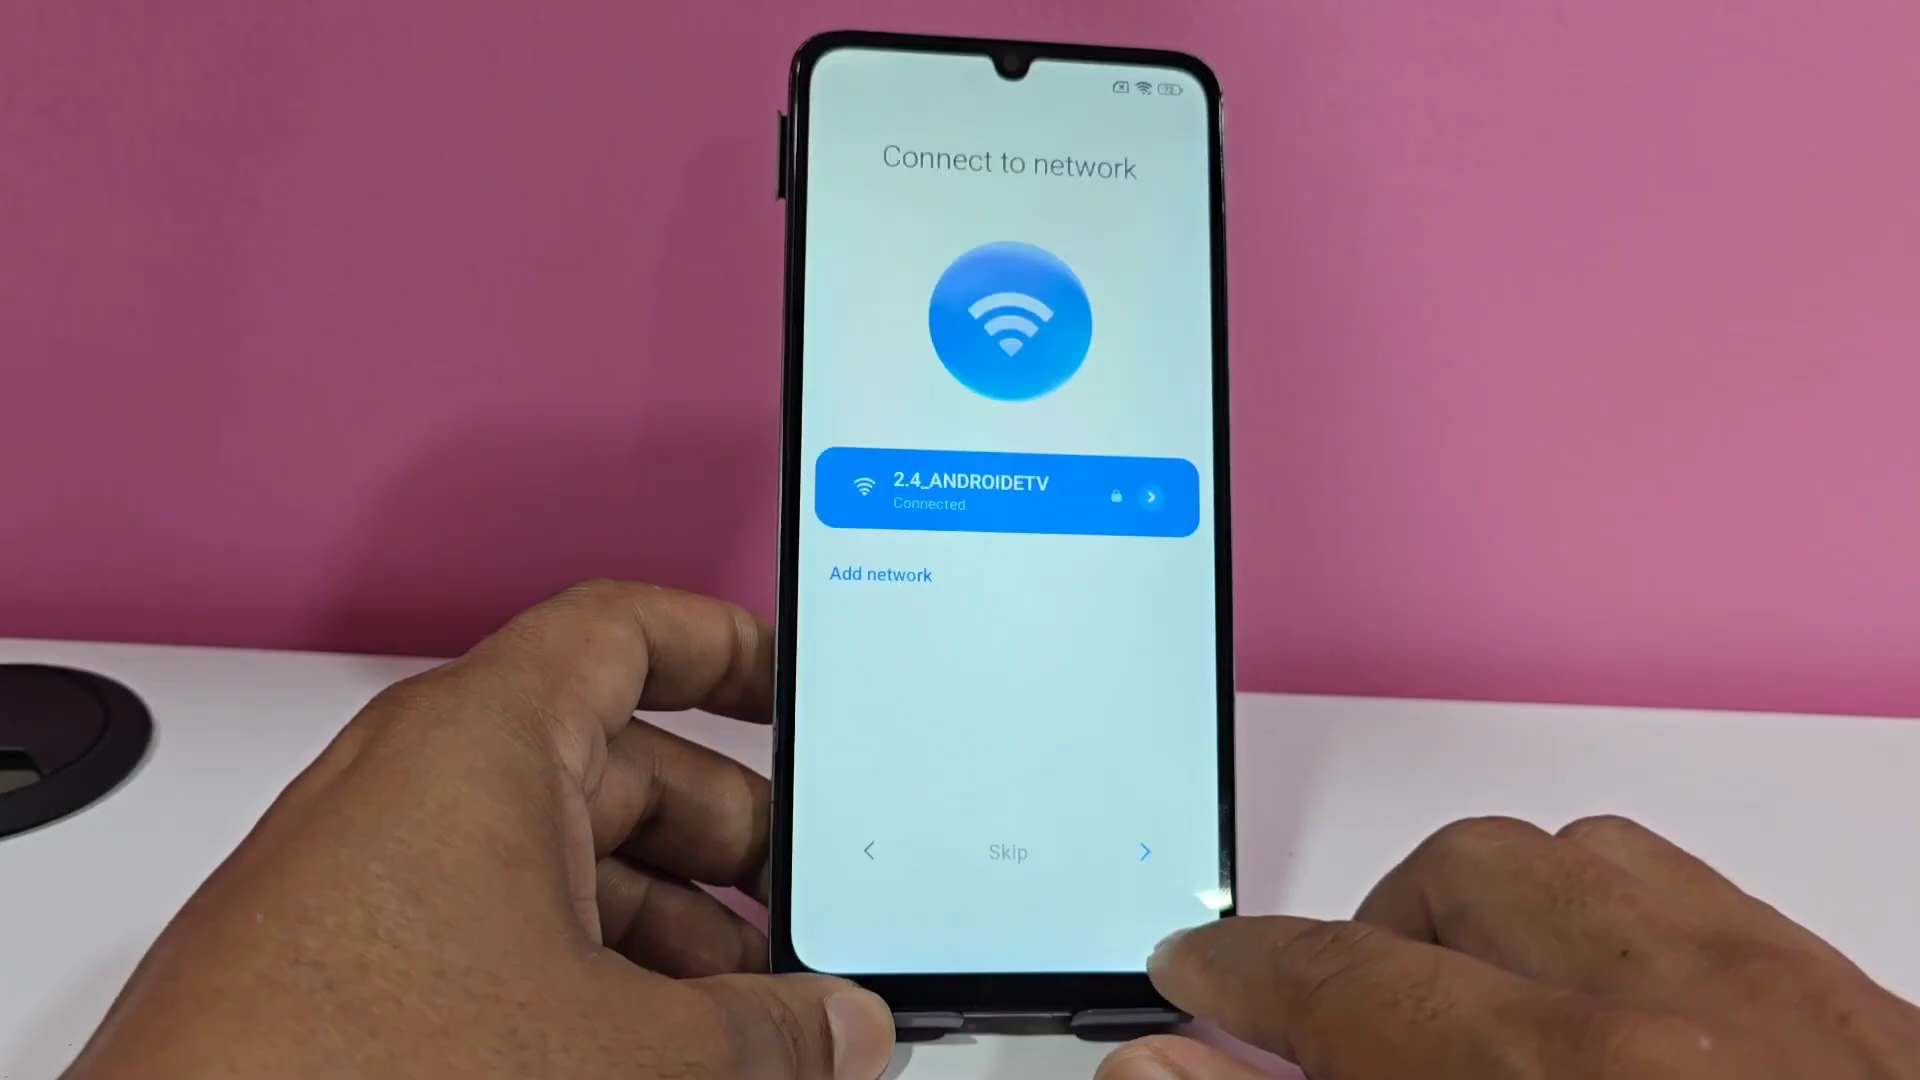 Connect to network
2.4_ANDROIDETV
Connected
Add network
Skip